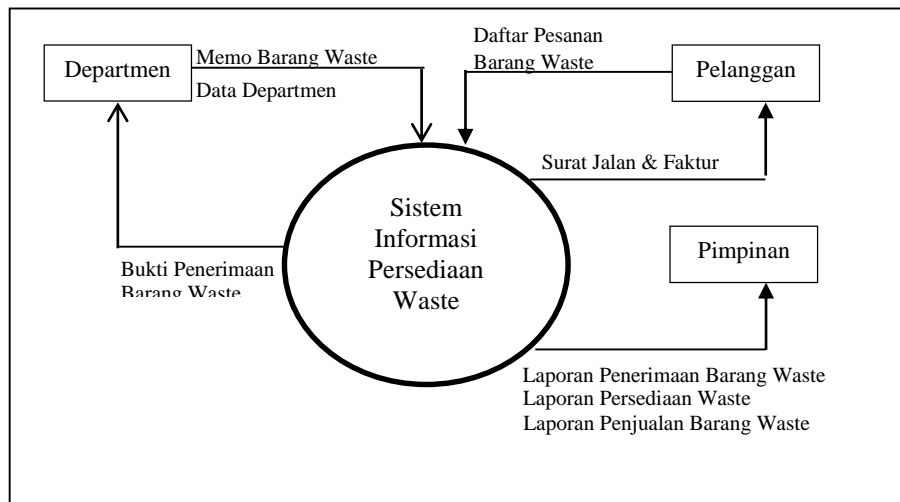 Departmen
Memo Barang Waste
Data Departmen
Daftar Pesanan
Barang Waste
Pelanggan
Surat Jalan & Faktur
Sistem
Informasi
Persediaan
Waste
Bukti Penerimaan
Barang Waste
Pimpinan
Laporan Penerimaan Barang Waste
Laporan Persediaan Waste
Laporan Penjualan Barang Waste